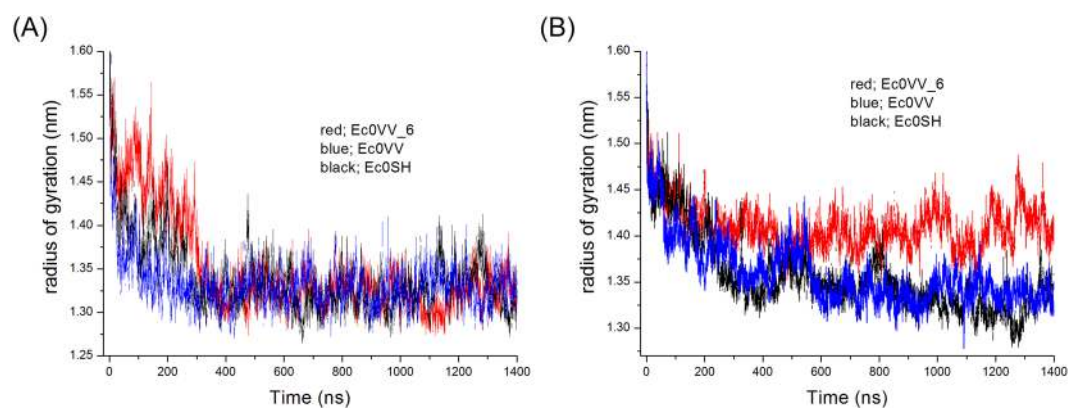 (A)
radius of gyration (nm)
1.60
1.55
1.50
1.45
1.40
1.35
1.30
1.25
red; Ec0VV_6
blue; Ec0VV
black; Ec0SH
0 200 400 600 800 1000 1200 1400
Time (ns)
(B)
radius of gyration (nm)
1.60
1.55
1.50
1.45
1.40
1.35
1.30
red; Ec0VV_6
blue; Ec0VV
black; Ec0SH
0 200 400 600 800 1000 1200 1400
Time (ns)